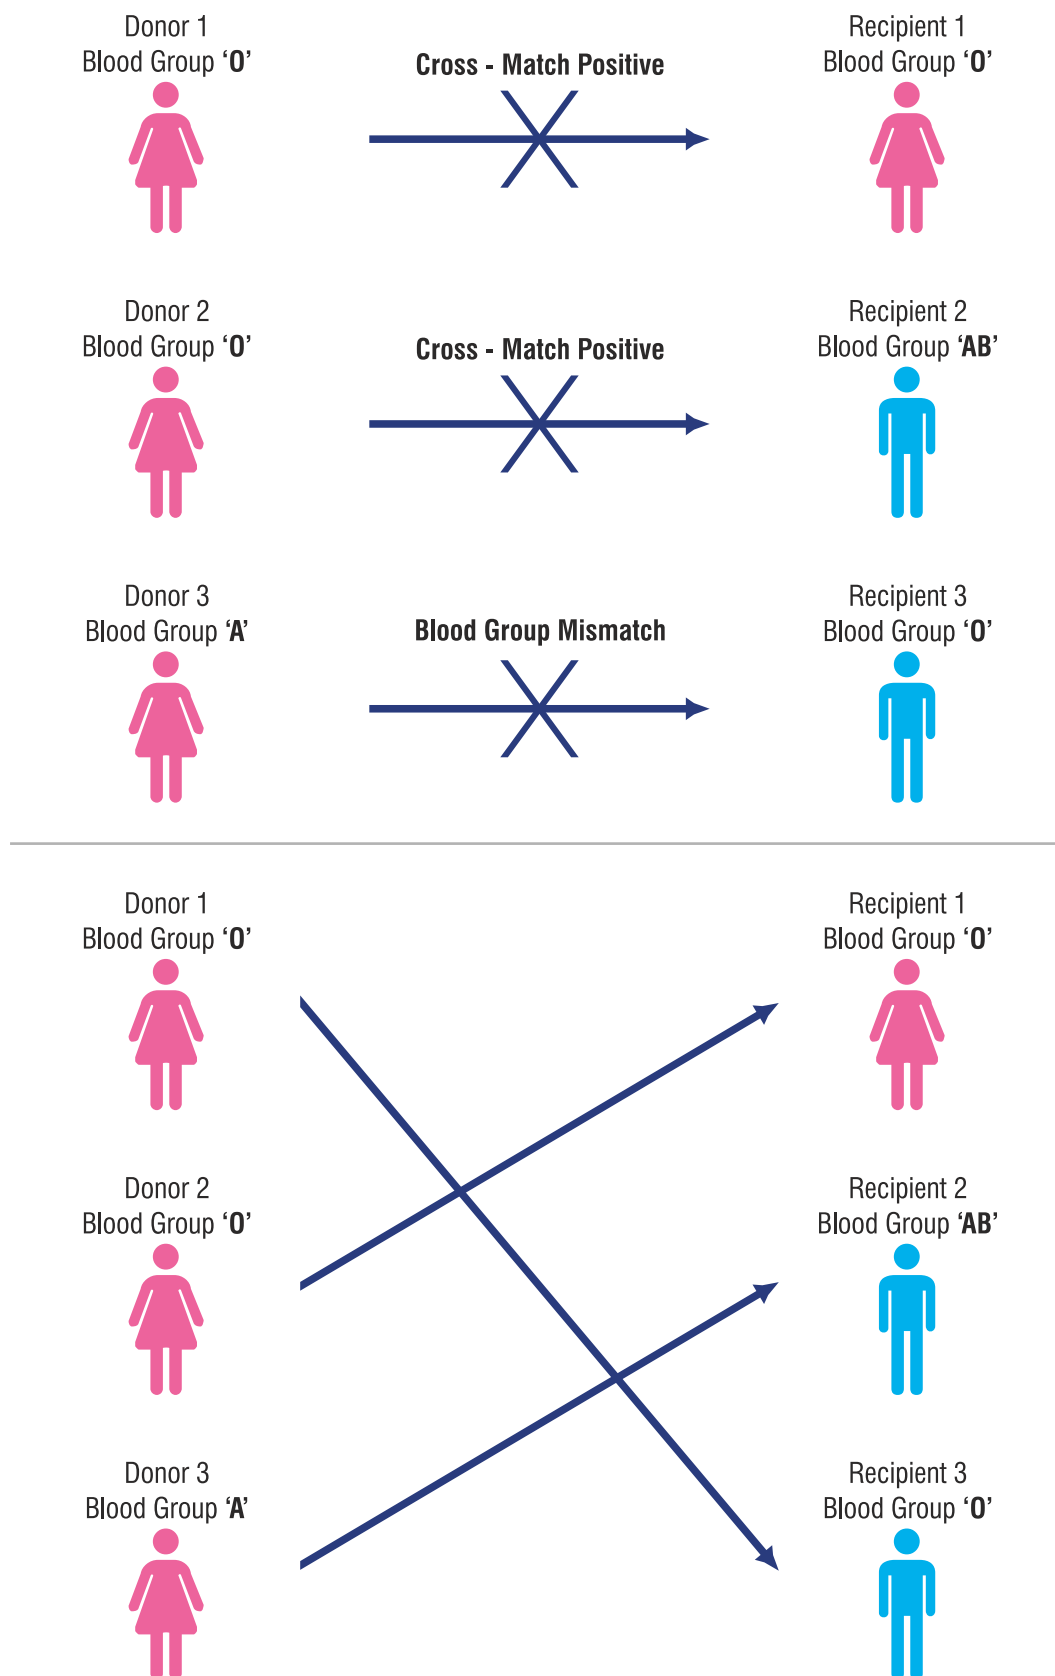 Donor 1
Blood Group ‘O’
Cross - Match Positive
Recipient 1
Blood Group ‘O’
Donor 2
Blood Group ‘O’
Cross - Match Positive
Recipient 2
Blood Group ‘AB’
Donor 3
Blood Group ‘A’
Blood Group Mismatch
Recipient 3
Blood Group ‘O’
Donor 1
Blood Group ‘O’
Recipient 1
Blood Group ‘O’
Donor 2
Blood Group ‘O’
Recipient 2
Blood Group ‘AB’
Donor 3
Blood Group ‘A’
Recipient 3
Blood Group ‘O’